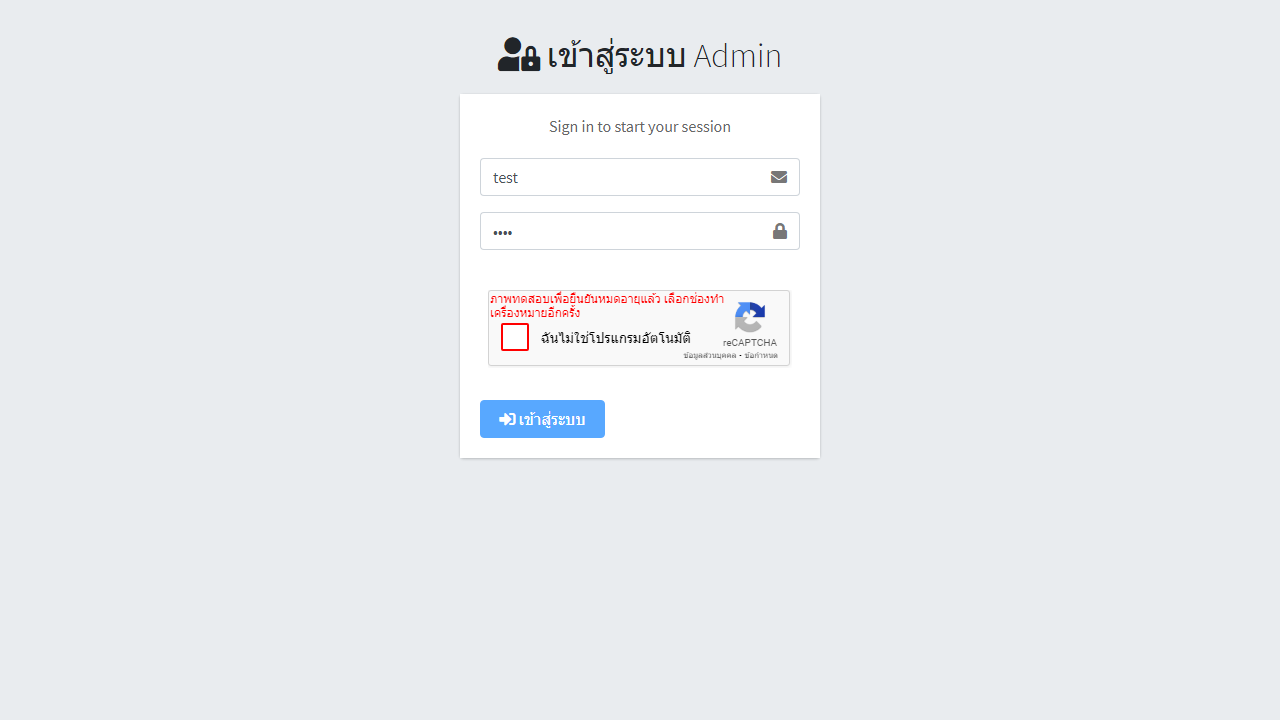 เข้าสู่ระบบ Admin
Sign in to start your session
test
••••
ภาพทดสอบเพื่อยืนยันหมดอายุแล้ว เลือกช่องทำ
เครื่องหมายอีกครั้ง
ฉันไม่ใช่โปรแกรมอัตโนมัติ
reCAPTCHA
ข้อมูลส่วนบุคคล - ข้อกำหนด
เข้าสู่ระบบ